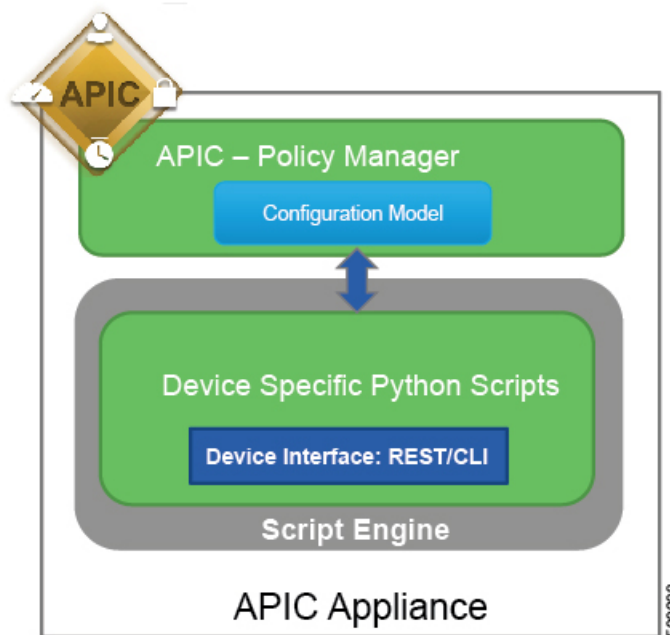 APIC
APIC – Policy Manager
Configuration Model
Device Specific Python Scripts
Device Interface: REST/CLI
Script Engine
APIC Appliance